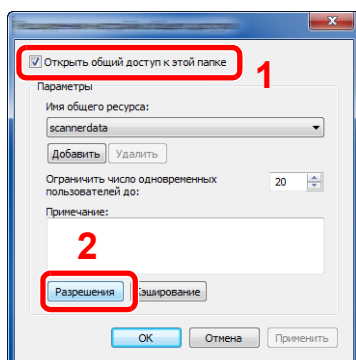 Открыть общий доступ к этой папке
1
Параметры
Имя общего ресурса:
scannerdata
Добавить Удалить
Ограничить число одновременных
пользователей до:
20
Примечание:
2
Разрешения Кэширование
OK Отмена Применить